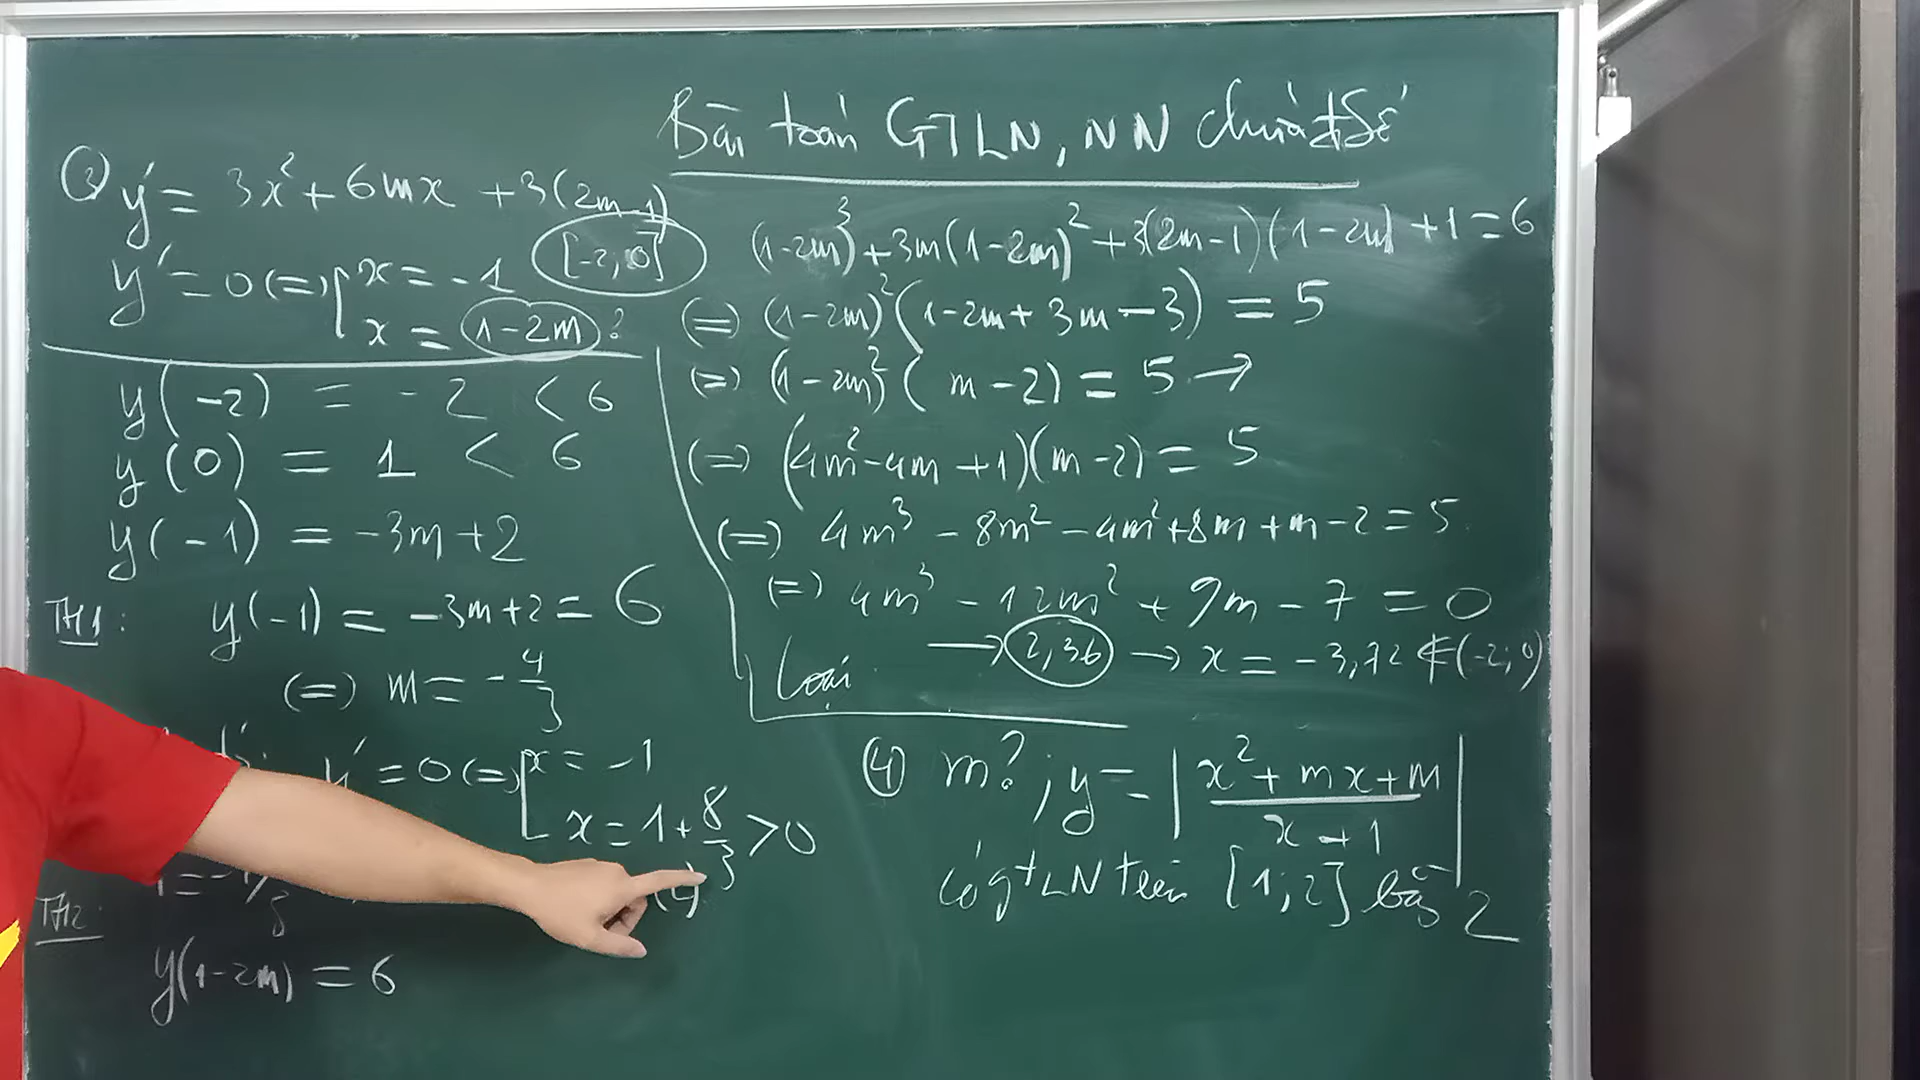 Bài toán GTLN, NN chứa t/số
③ y' = 3x² + 6mx + 3(2m-1)
[-2, 0]
y' = 0 (=) [ x = -1
x = 1-2m ?
y(-2) = -2 < 6
y(0) = 1 < 6
y(-1) = -3m+2
TH1: y(-1) = -3m+2 = 6
(=) m = -4/3
y' = 0 (=) [ x = -1
x = 1 + 8/3 > 0
TH2:
y(1-2m) = 6
(1-2m)³ + 3m(1-2m)² + 3(2m-1)(1-2m) + 1 = 6
(=) (1-2m)²(1-2m+3m-3) = 5
(=) (1-2m)²(m-2) = 5 →
(=) (4m²-4m+1)(m-2) = 5
(=) 4m³ - 8m² - 4m² + 8m + m - 2 = 5
(=) 4m³ - 12m² + 9m - 7 = 0
→ 2,36 → x = -3,72 ∉ (-2; 0)
Loại
④ m? ; y = | (x² + mx + m)/(x + 1) |
có gtLN trên [1; 2] bằng 2